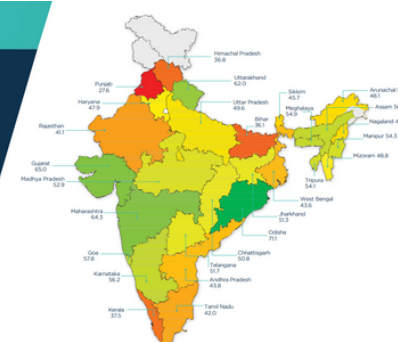 Himachal Pradesh
36.8
Punjab
27.6
Uttarakhand
62.0
Haryana
47.9
Uttar Pradesh
49.6
Sikkim
45.7
Arunachal
48.1
Meghalaya
54.9
Assam
Bihar
36.1
Nagaland
Rajasthan
41.1
Manipur 54.3
Mizoram 48.8
Gujarat
65.0
Tripura
54.1
Madhya Pradesh
52.9
West Bengal
43.6
Maharashtra
64.3
Jharkhand
51.3
Odisha
71.1
Goa
57.8
Chhattisgarh
50.8
Telangana
51.7
Karnataka
56.2
Andhra Pradesh
43.8
Kerala
37.5
Tamil Nadu
42.0